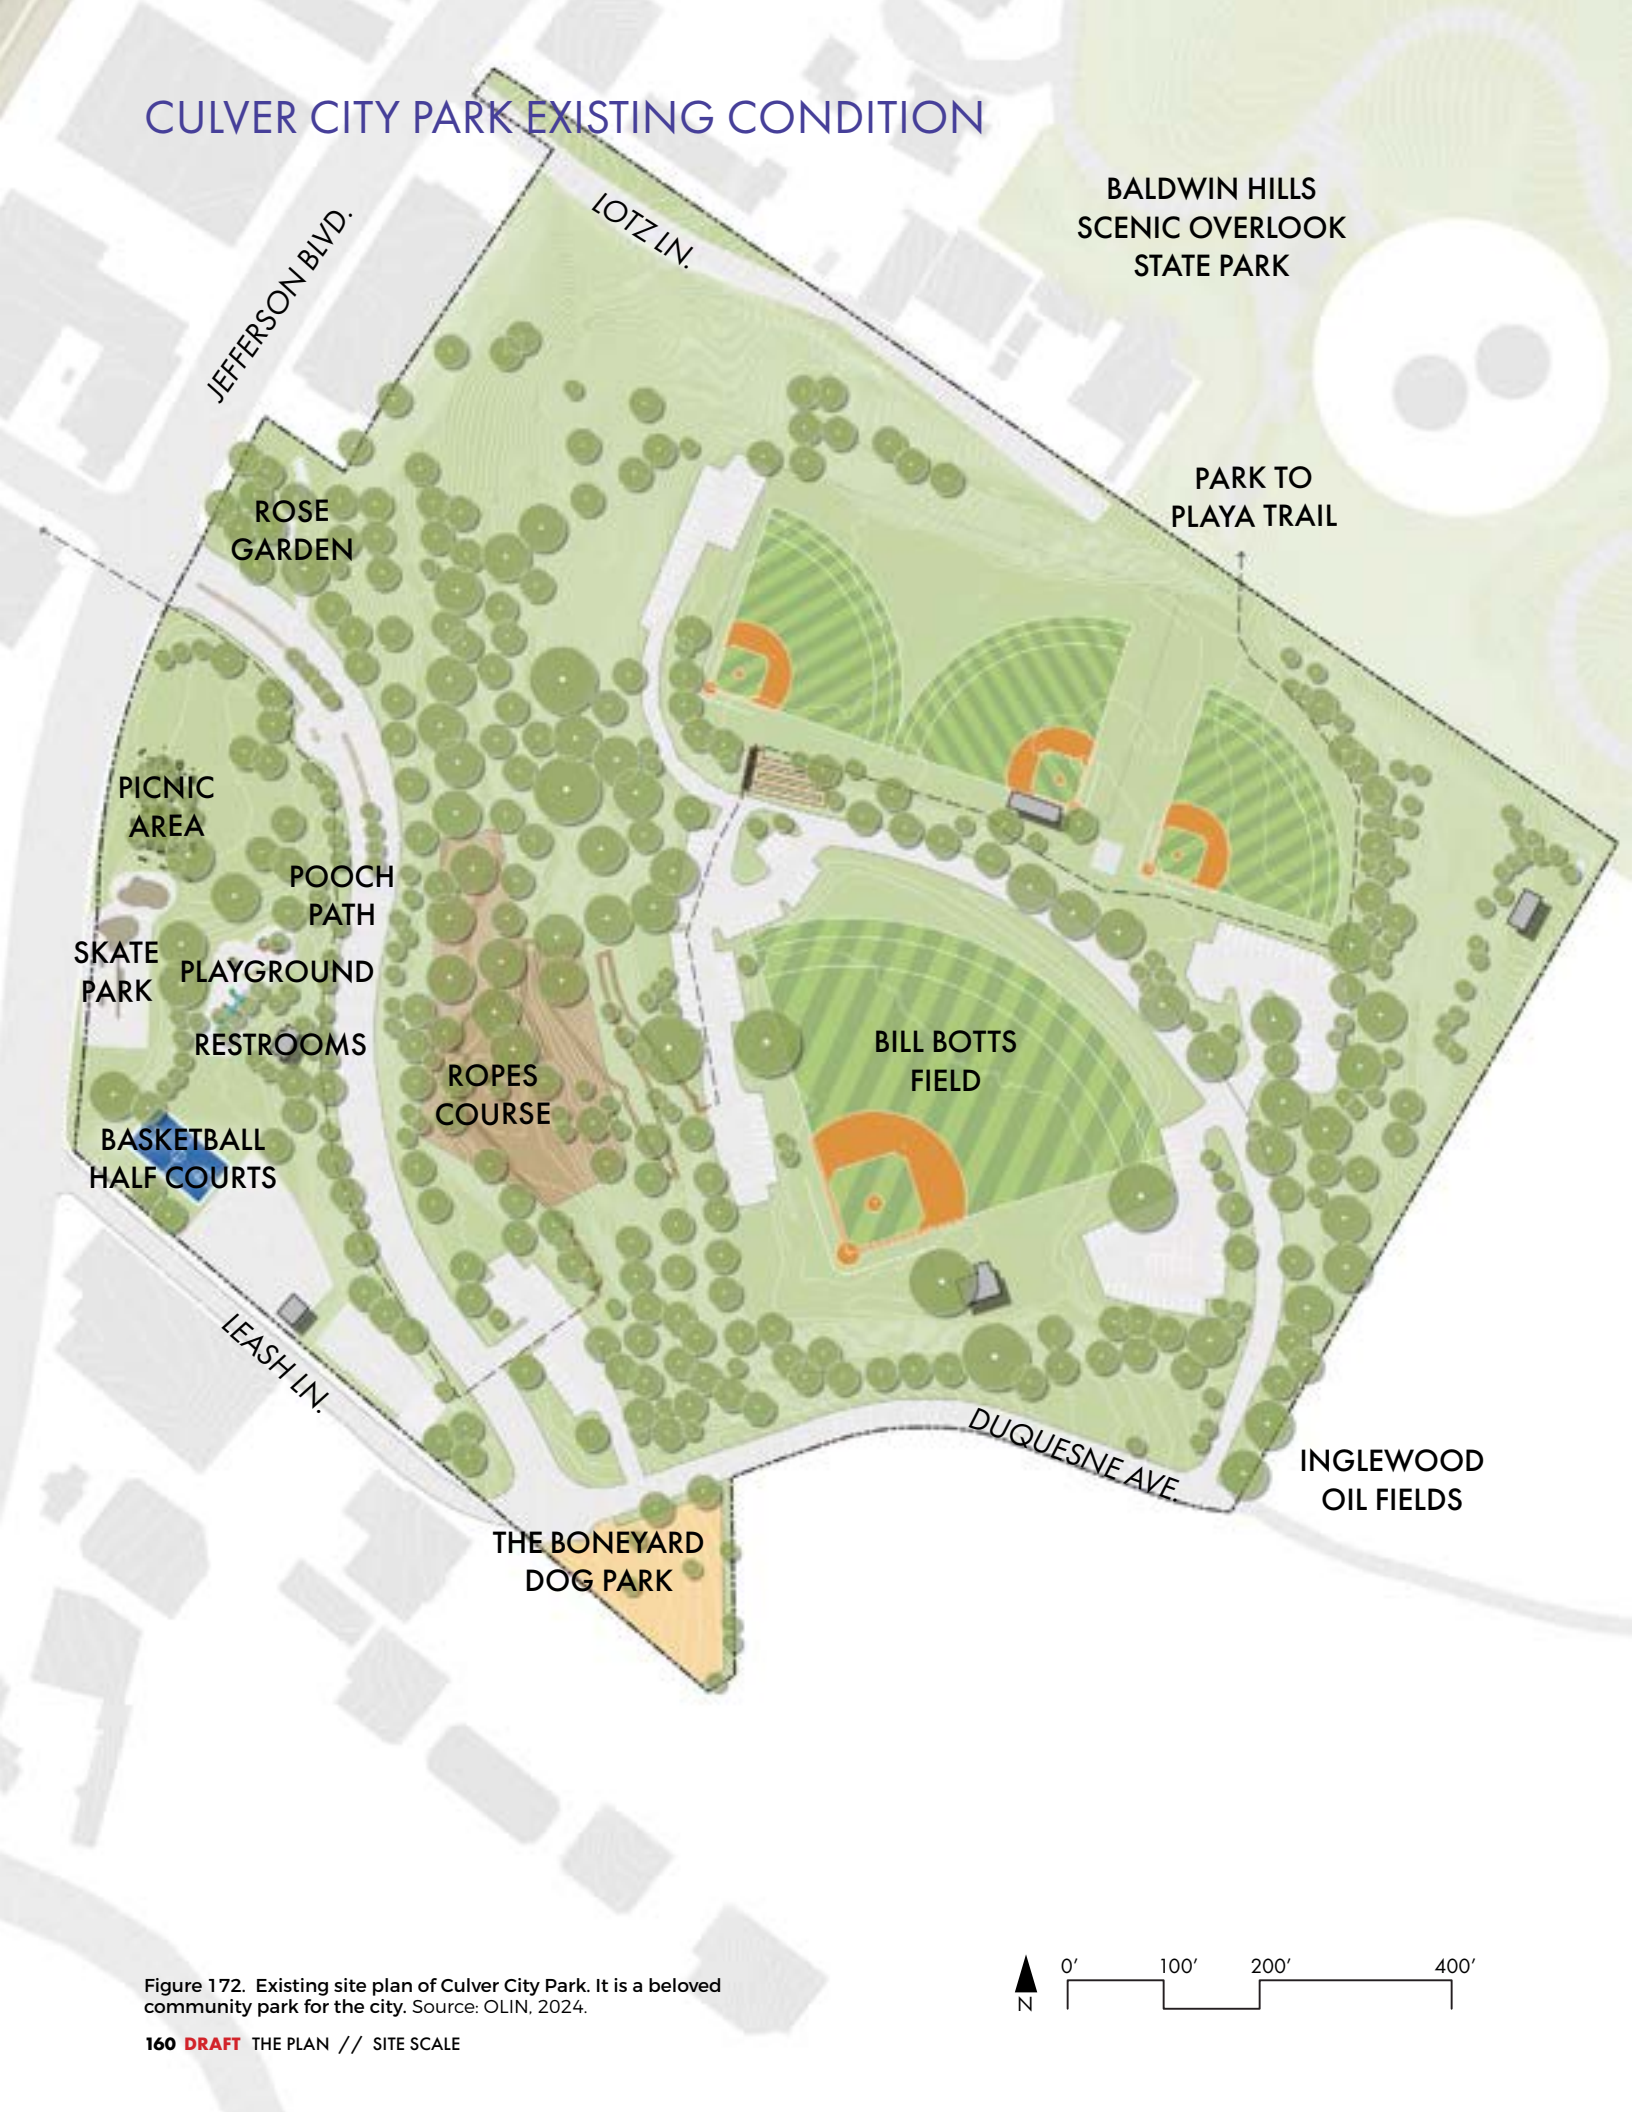 CULVER CITY PARK EXISTING CONDITION
BALDWIN HILLS
SCENIC OVERLOOK
STATE PARK
LOTZ LN.
JEFFERSON BLVD.
PARK TO
PLAYA TRAIL
ROSE
GARDEN
PICNIC
AREA
POOCH
PATH
SKATE
PARK
PLAYGROUND
RESTROOMS
BILL BOTTS
FIELD
ROPES
COURSE
BASKETBALL
HALF COURTS
LEASH LN.
DUQUESNE AVE.
INGLEWOOD
OIL FIELDS
THE BONEYARD
DOG PARK
0' 100' 200' 400'
N
Figure 172. Existing site plan of Culver City Park. It is a beloved
community park for the city. Source: OLIN, 2024.
160 DRAFT THE PLAN // SITE SCALE